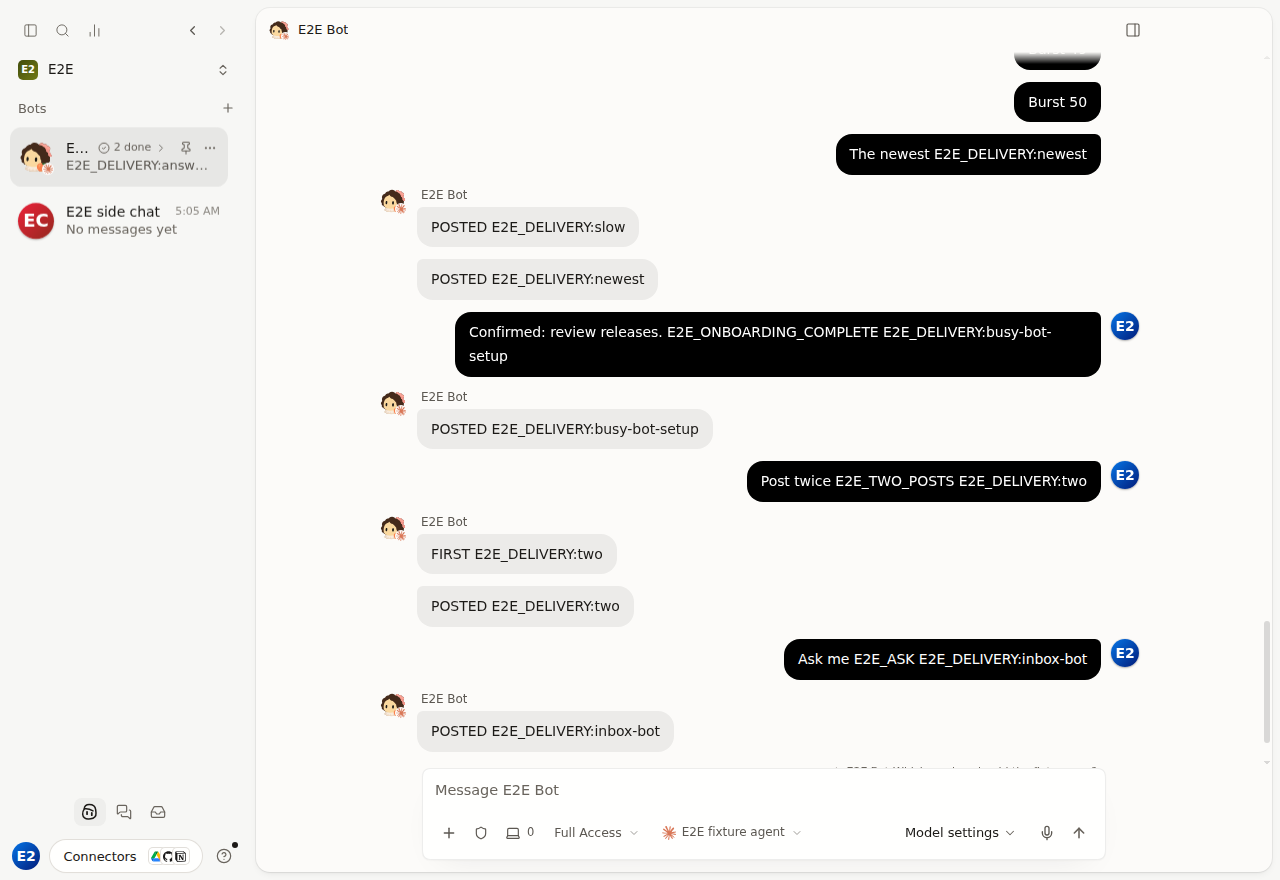 E2E Bot
E2 E2E
Bots
E... 2 done
E2E_DELIVERY:answ...
EC E2E side chat 5:05 AM
No messages yet
Burst 50
The newest E2E_DELIVERY:newest
E2E Bot
POSTED E2E_DELIVERY:slow
POSTED E2E_DELIVERY:newest
Confirmed: review releases. E2E_ONBOARDING_COMPLETE E2E_DELIVERY:busy-bot-
setup
E2
E2E Bot
POSTED E2E_DELIVERY:busy-bot-setup
Post twice E2E_TWO_POSTS E2E_DELIVERY:two
E2
E2E Bot
FIRST E2E_DELIVERY:two
POSTED E2E_DELIVERY:two
Ask me E2E_ASK E2E_DELIVERY:inbox-bot
E2
E2E Bot
POSTED E2E_DELIVERY:inbox-bot
Message E2E Bot
0 Full Access E2E fixture agent Model settings
E2 Connectors